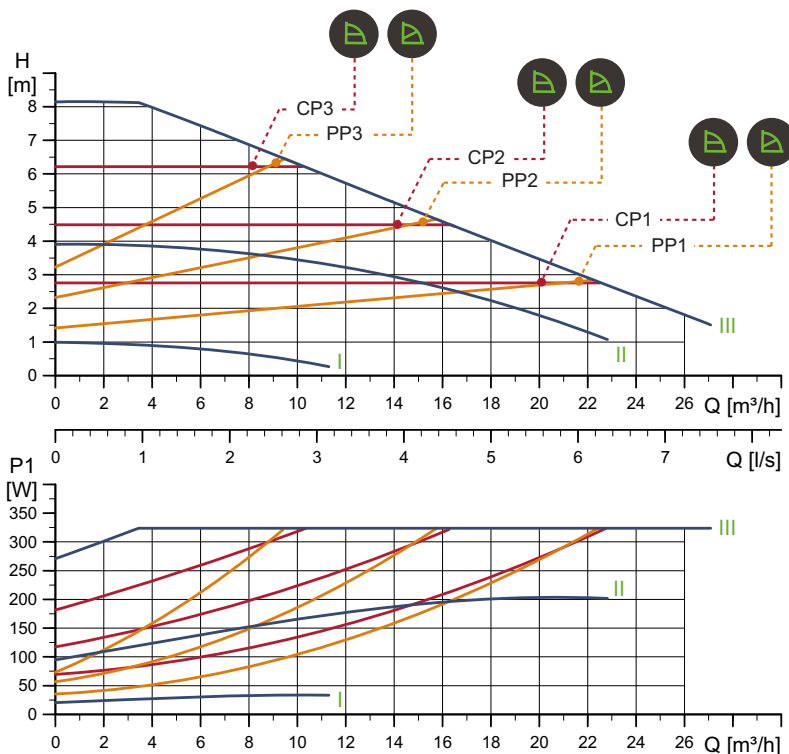 H
[m]
8
7
6
5
4
3
2
1
0
CP3
PP3
CP2
PP2
CP1
PP1
I
II
III
0 2 4 6 8 10 12 14 16 18 20 22 24 26 Q [m³/h]
0 1 2 3 4 5 6 7 Q [l/s]
P1
[W]
350
300
250
200
150
100
50
0
III
II
I
0 2 4 6 8 10 12 14 16 18 20 22 24 26 Q [m³/h]